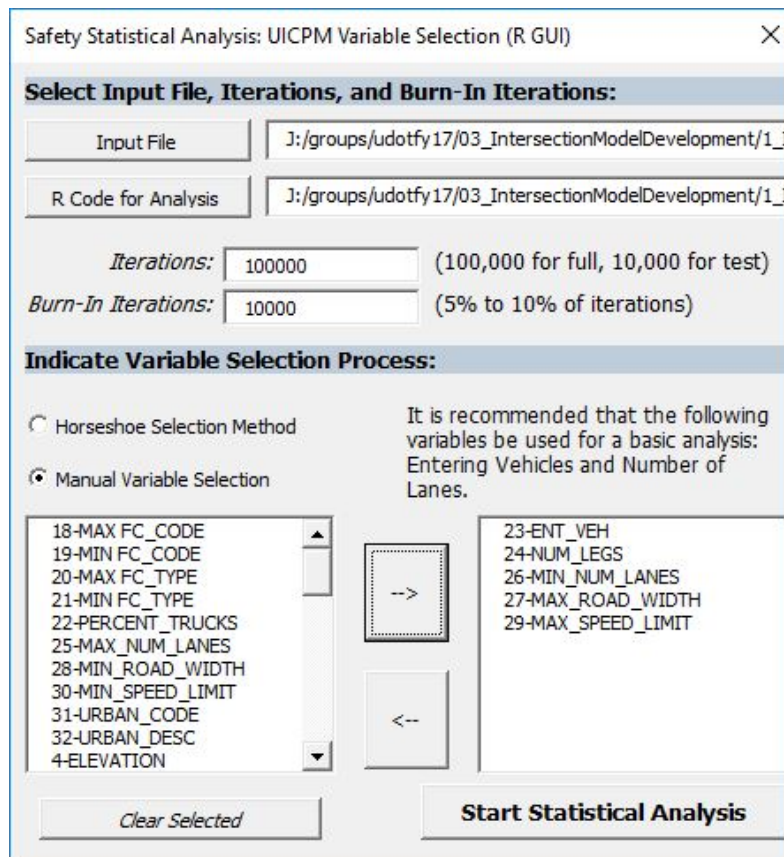 Safety Statistical Analysis: UICPM Variable Selection (R GUI)
Select Input File, Iterations, and Burn-In Iterations:
Input File
J:/groups/udotfy17/03_IntersectionModelDevelopment/1_
R Code for Analysis
J:/groups/udotfy17/03_IntersectionModelDevelopment/1_
Iterations: 100000 (100,000 for full, 10,000 for test)
Burn-In Iterations: 10000 (5% to 10% of iterations)
Indicate Variable Selection Process:
Horseshoe Selection Method
Manual Variable Selection
It is recommended that the following
variables be used for a basic analysis:
Entering Vehicles and Number of
Lanes.
18-MAX FC_CODE
19-MIN FC_CODE
20-MAX FC_TYPE
21-MIN FC_TYPE
22-PERCENT_TRUCKS
25-MAX_NUM_LANES
28-MIN_ROAD_WIDTH
30-MIN_SPEED_LIMIT
31-URBAN_CODE
32-URBAN_DESC
4-ELEVATION
-->
<--
23-ENT_VEH
24-NUM_LEGS
26-MIN_NUM_LANES
27-MAX_ROAD_WIDTH
29-MAX_SPEED_LIMIT
Clear Selected
Start Statistical Analysis